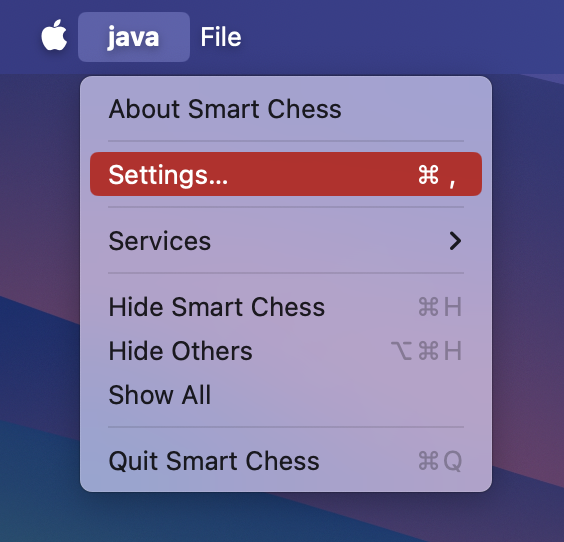 java File
About Smart Chess
Settings... ⌘ ,
Services
Hide Smart Chess ⌘H
Hide Others ⌥⌘H
Show All
Quit Smart Chess ⌘Q